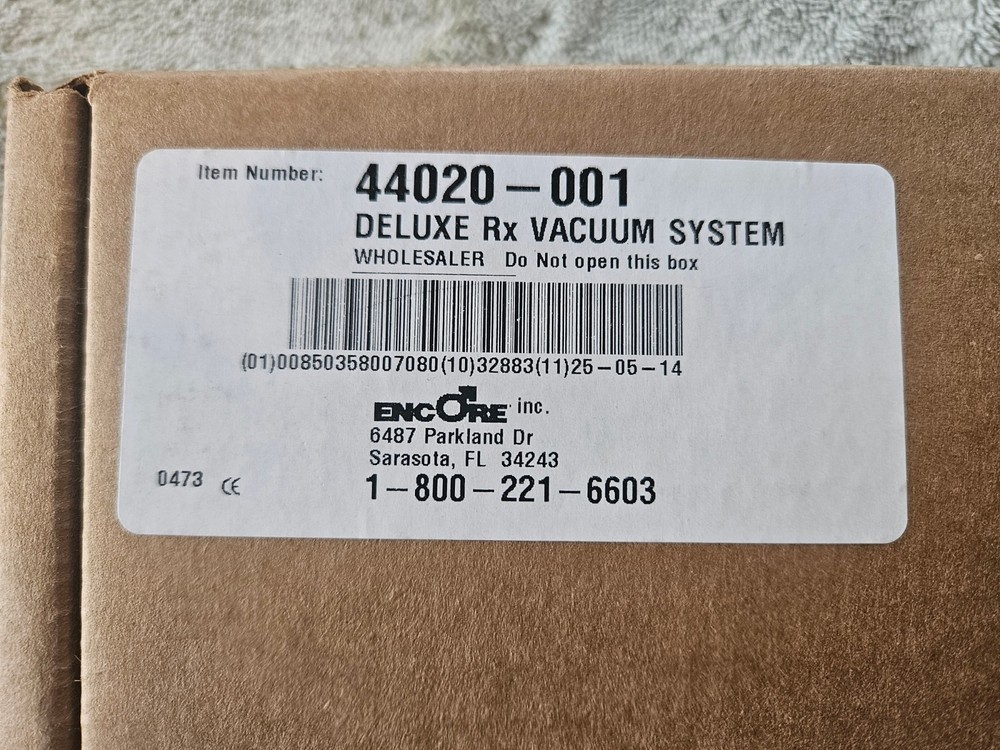 Item Number: 44020-001
DELUXE Rx VACUUM SYSTEM
WHOLESALER Do Not open this box
(01)00850358007080(10)32883(11)25-05-14
ENCORE inc.
6487 Parkland Dr
Sarasota, FL 34243
0473 CE 1-800-221-6603